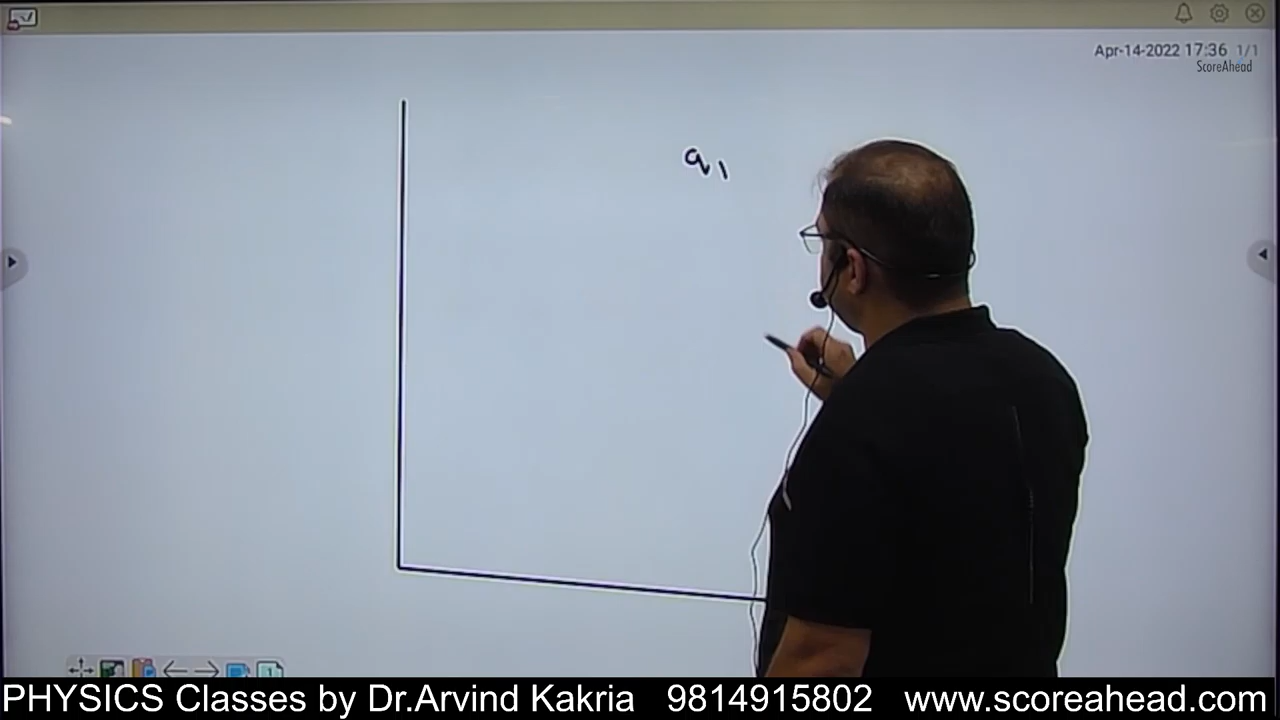 Apr-14-2022 17:36 1/1
ScoreAhead
q1
PHYSICS Classes by Dr.Arvind Kakria 9814915802 www.scoreahead.com